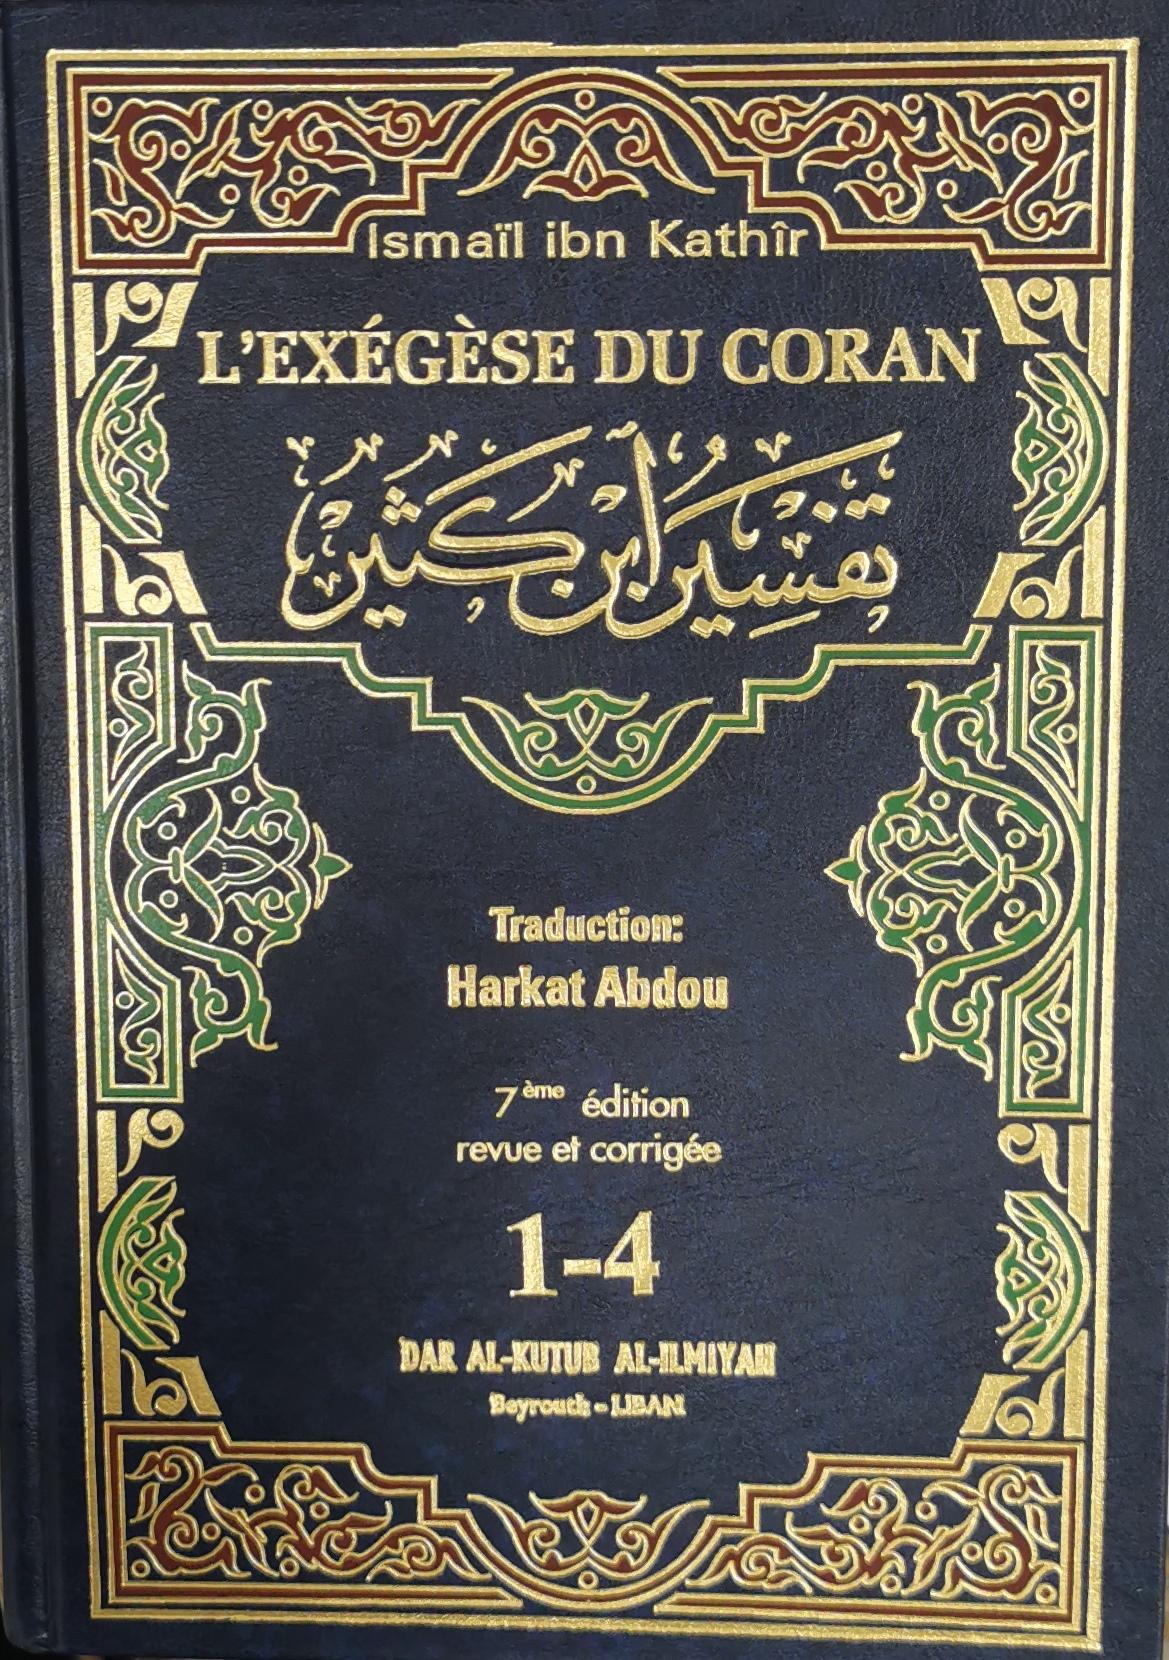 Ismaïl ibn Kathîr
L'EXÉGÈSE DU CORAN
تفسير ابن كثير
Traduction:
Harkat Abdou
7ème édition
revue et corrigée
1-4
DAR AL-KUTUB AL-ILMIYAH
Beyrouth - LIBAN